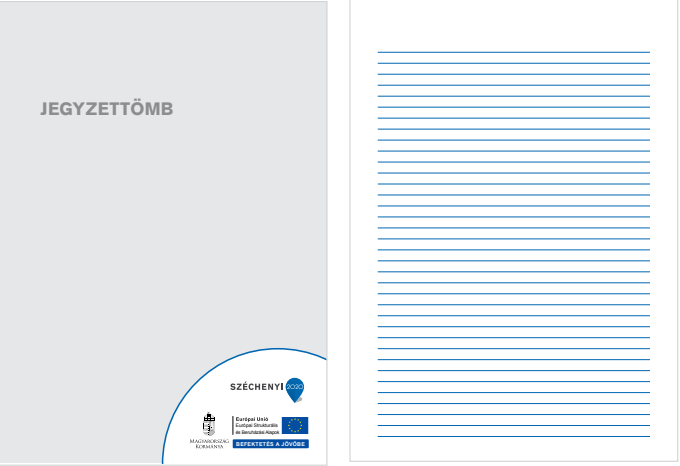 JEGYZETTÖMB
SZÉCHENYI 2020
Európai Unió
Európai Strukturális
és Beruházási Alapok
MAGYARORSZÁG
KORMÁNYA
BEFEKTETÉS A JÖVŐBE